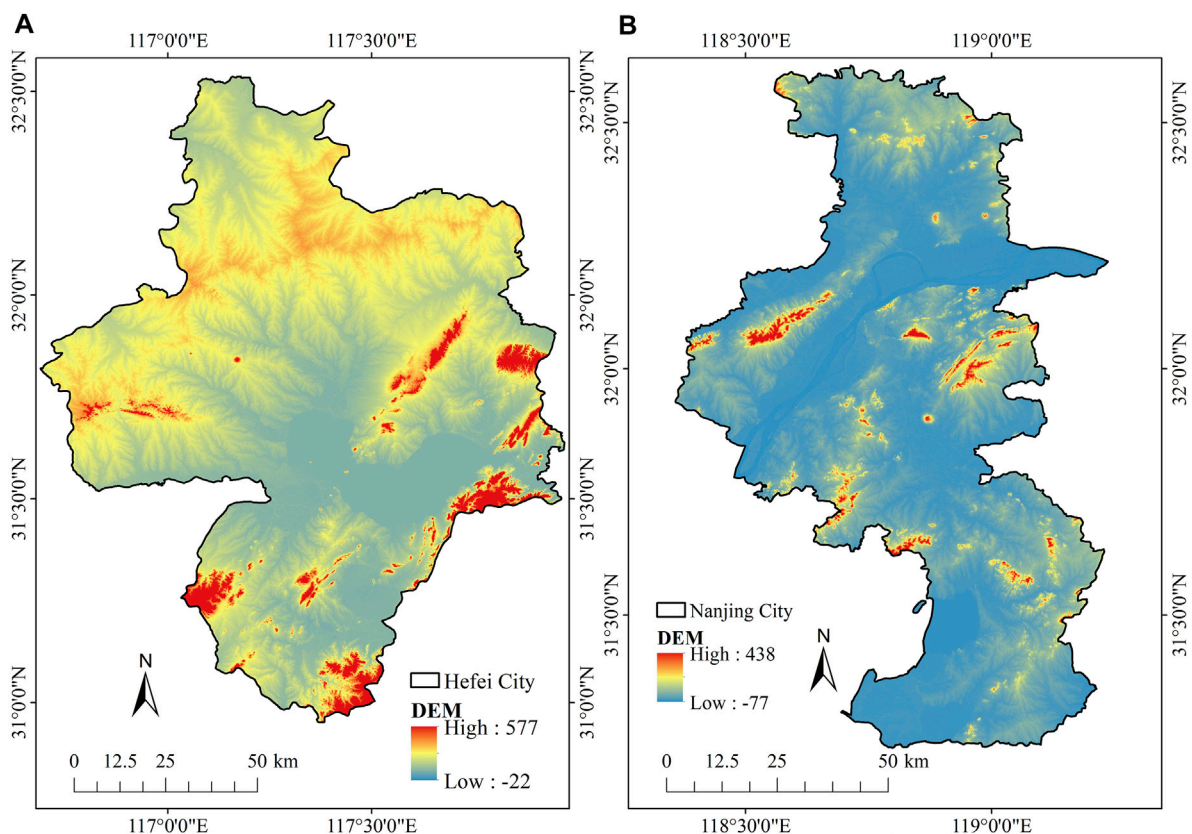 A
117°0'0"E 117°30'0"E
32°30'0"N
32°0'0"N
31°30'0"N
31°0'0"N
32°30'0"N
32°0'0"N
31°30'0"N
31°0'0"N
N
Hefei City
DEM
High : 577
Low : -22
0 12.5 25 50 km
117°0'0"E 117°30'0"E
B
118°30'0"E 119°0'0"E
32°30'0"N
32°0'0"N
31°30'0"N
Nanjing City
DEM
High : 438
Low : -77
N
0 12.5 25 50 km
118°30'0"E 119°0'0"E
32°30'0"N
32°0'0"N
31°30'0"N